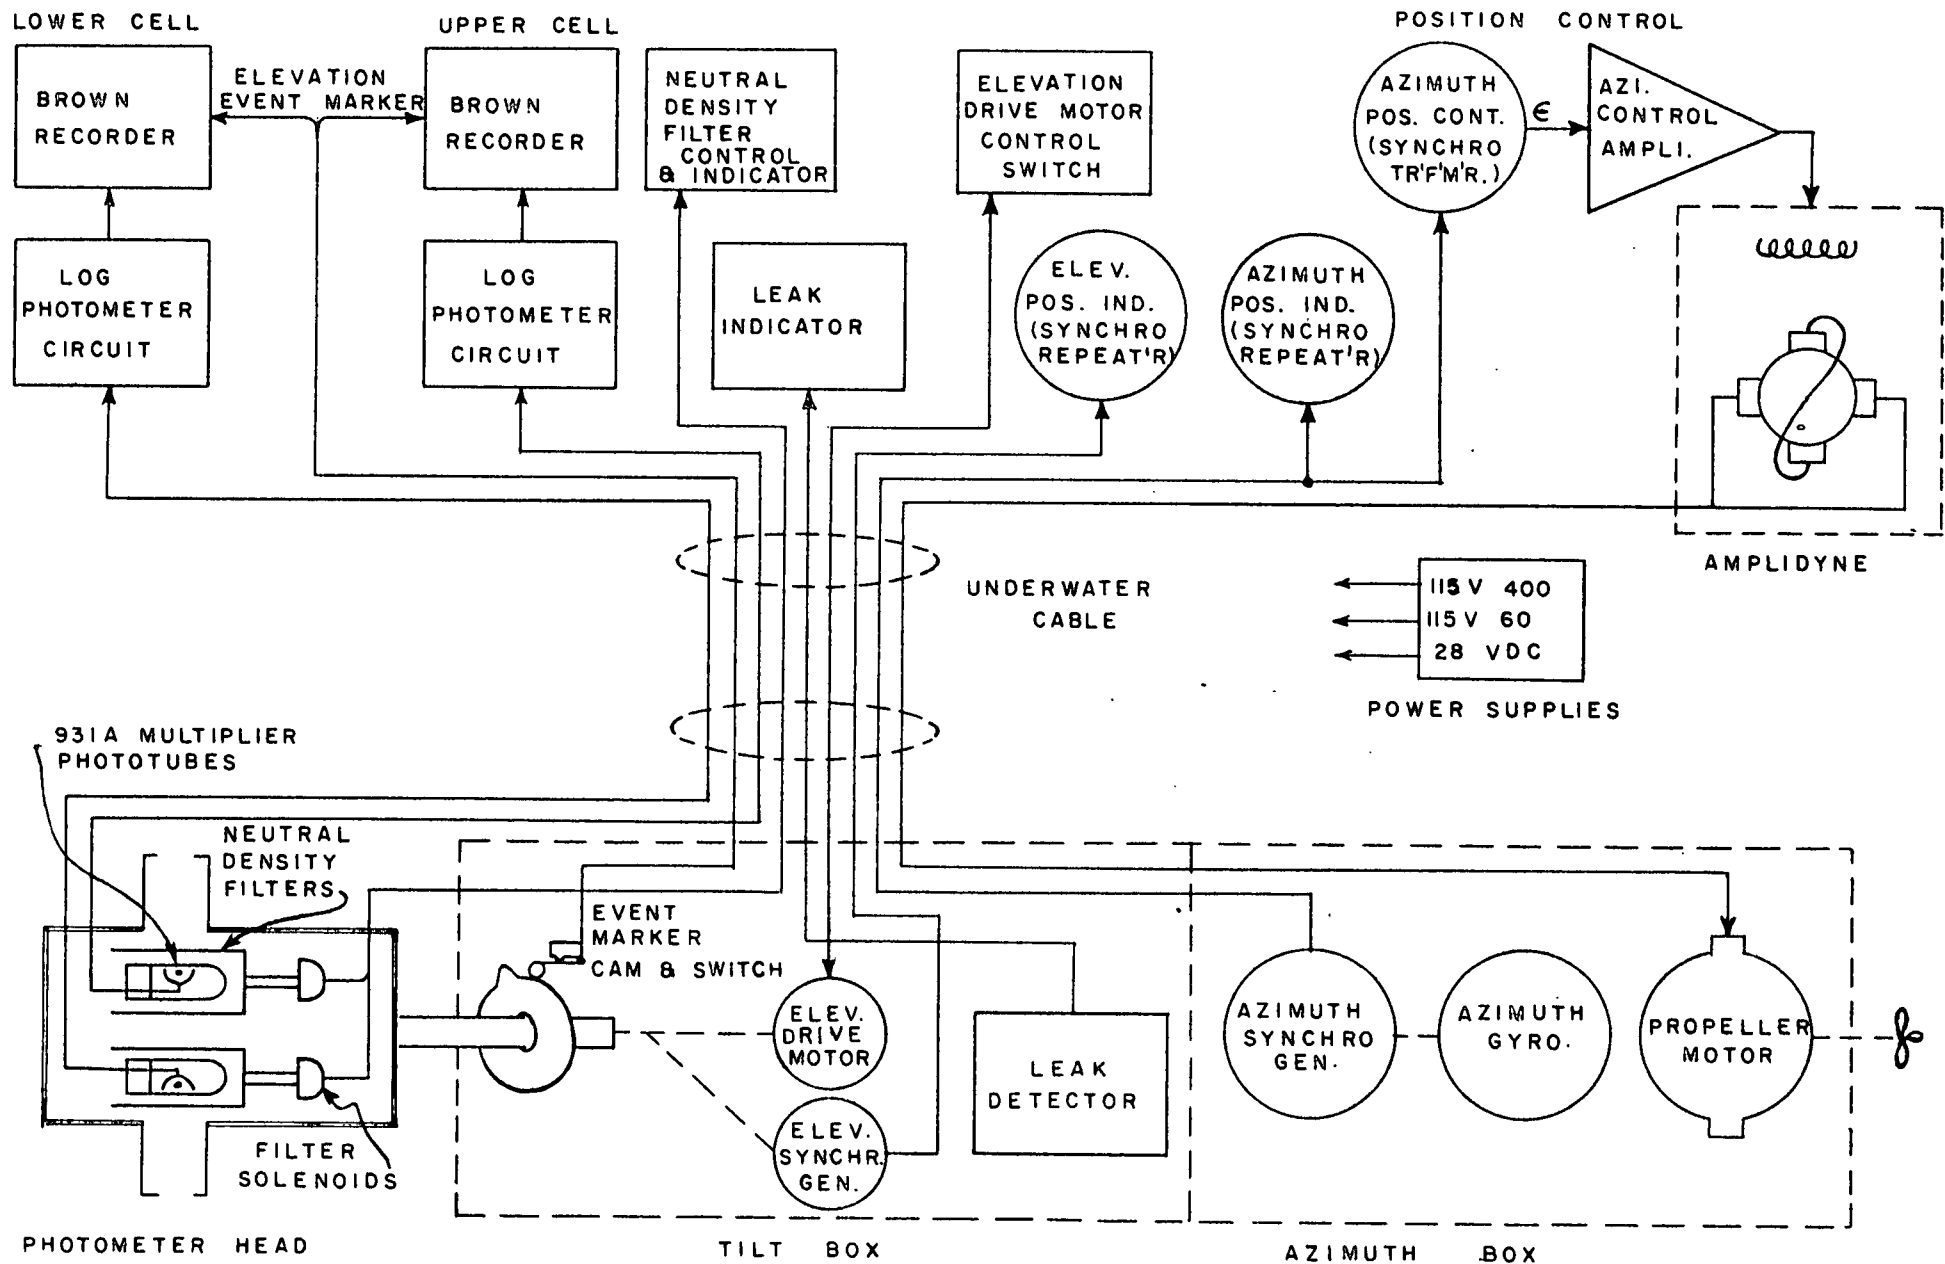 LOWER CELL
BROWN
RECORDER
ELEVATION
EVENT MARKER
UPPER CELL
BROWN
RECORDER
NEUTRAL
DENSITY
FILTER
CONTROL
& INDICATOR
ELEVATION
DRIVE MOTOR
CONTROL
SWITCH
POSITION CONTROL
AZIMUTH
POS. CONT.
(SYNCHRO
TR'F'M'R.)
ϵ
AZI.
CONTROL
AMPLI.
LOG
PHOTOMETER
CIRCUIT
LOG
PHOTOMETER
CIRCUIT
LEAK
INDICATOR
ELEV.
POS. IND.
(SYNCHRO
REPEAT'R)
AZIMUTH
POS. IND.
(SYNCHRO
REPEAT'R)
AMPLIDYNE
UNDERWATER
CABLE
115 V 400
115 V 60
28 VDC
POWER SUPPLIES
931A MULTIPLIER
PHOTOTUBES
NEUTRAL
DENSITY
FILTERS
EVENT
MARKER
CAM & SWITCH
ELEV.
DRIVE
MOTOR
ELEV.
SYNCHR.
GEN.
LEAK
DETECTOR
AZIMUTH
SYNCHRO
GEN.
AZIMUTH
GYRO.
PROPELLER
MOTOR
FILTER
SOLENOIDS
PHOTOMETER HEAD
TILT BOX
AZIMUTH BOX